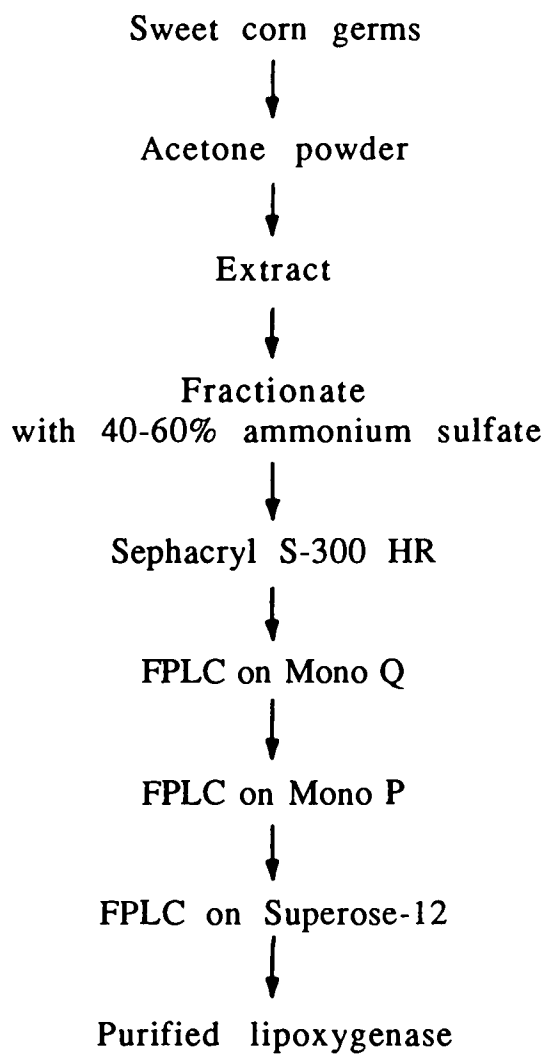 Sweet corn germs
Acetone powder
Extract
Fractionate
with 40-60% ammonium sulfate
Sephacryl S-300 HR
FPLC on Mono Q
FPLC on Mono P
FPLC on Superose-12
Purified lipoxygenase